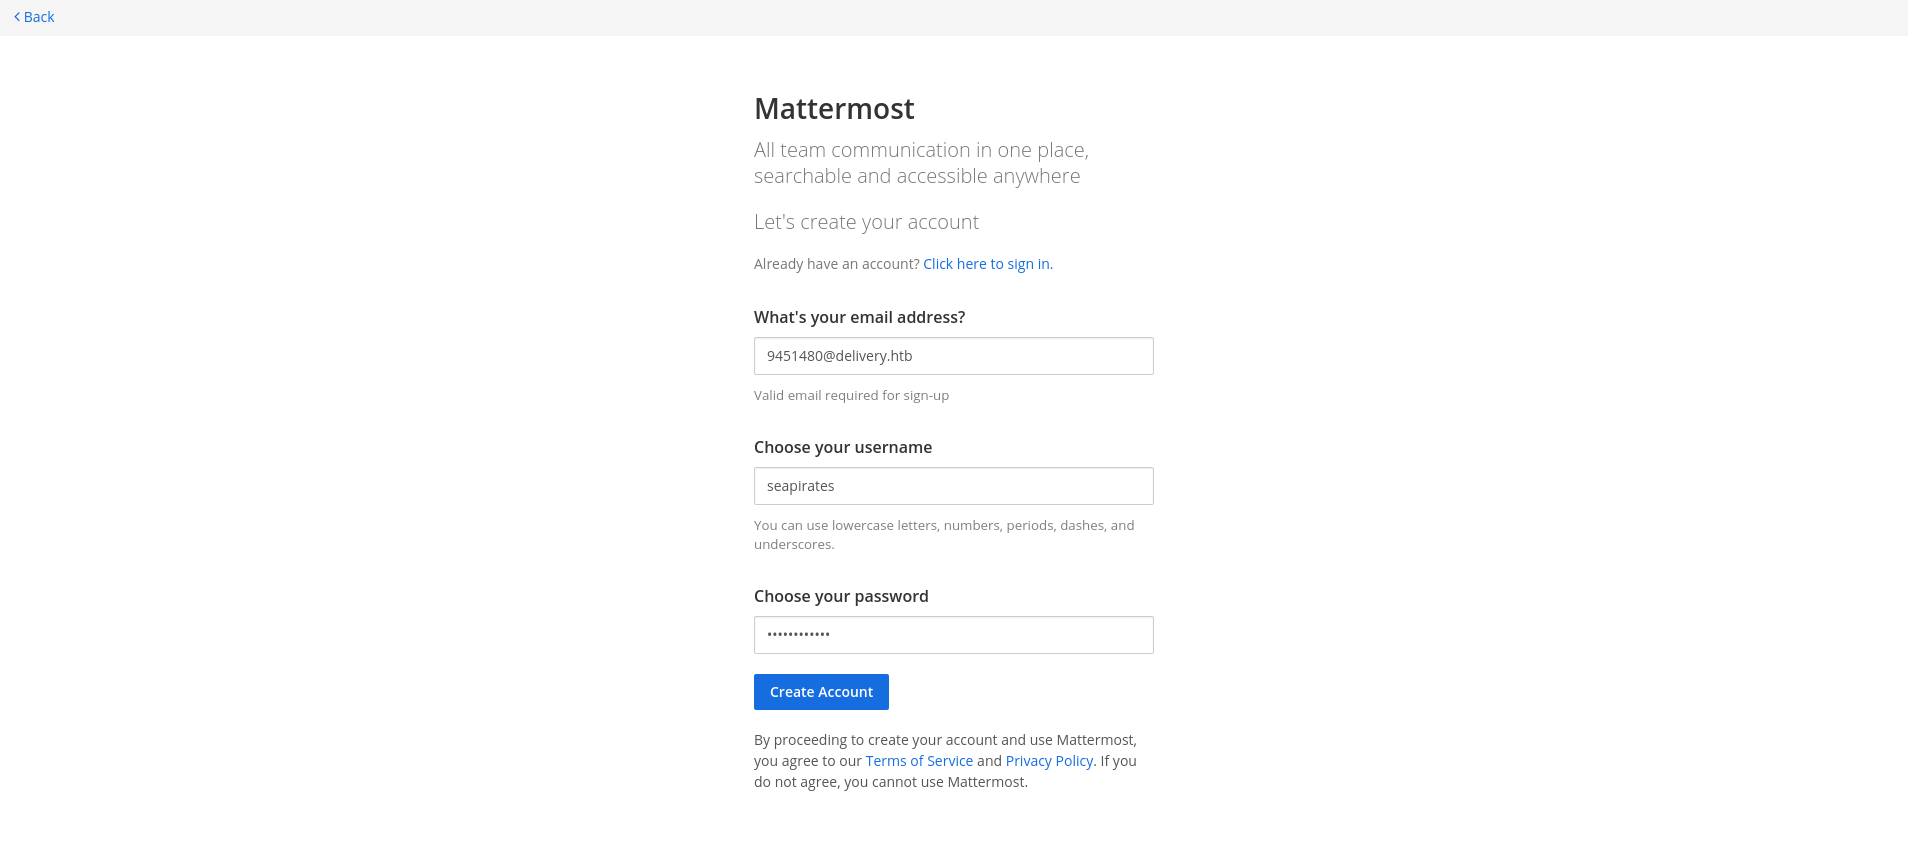 Back
Mattermost
All team communication in one place,
searchable and accessible anywhere
Let's create your account
Already have an account? Click here to sign in.
What's your email address?
9451480@delivery.htb
Valid email required for sign-up
Choose your username
seapirates
You can use lowercase letters, numbers, periods, dashes, and
underscores.
Choose your password
••••••••••••
Create Account
By proceeding to create your account and use Mattermost,
you agree to our Terms of Service and Privacy Policy. If you
do not agree, you cannot use Mattermost.